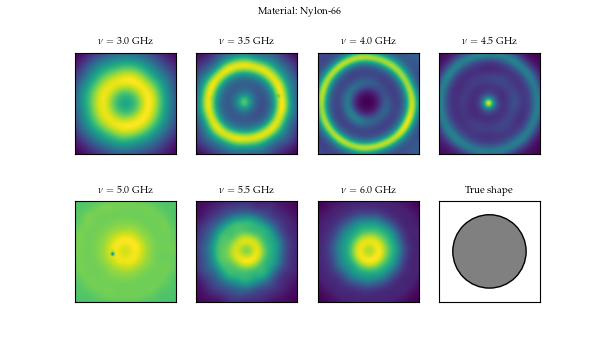 Material: Nylon-66
ν = 3.0 GHz
ν = 3.5 GHz
ν = 4.0 GHz
ν = 4.5 GHz
ν = 5.0 GHz
ν = 5.5 GHz
ν = 6.0 GHz
True shape